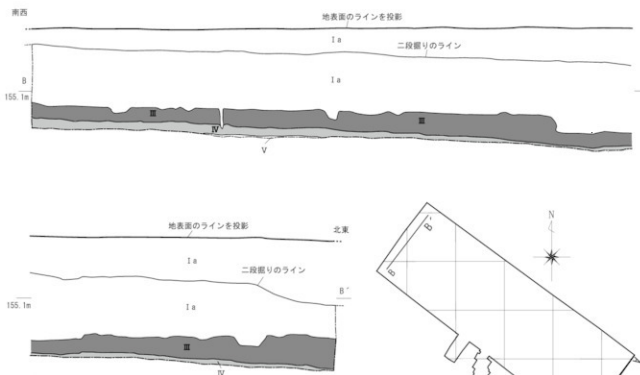 南西
地表面のラインを投影
Ⅰa
二段掘りのライン
Ⅰa
B
155.1m
Ⅲ
Ⅳ
Ⅲ
Ⅴ
地表面のラインを投影
北東
Ⅰa
二段掘りのライン
B'
155.1m
Ⅰa
Ⅲ
Ⅳ
N
B'
B